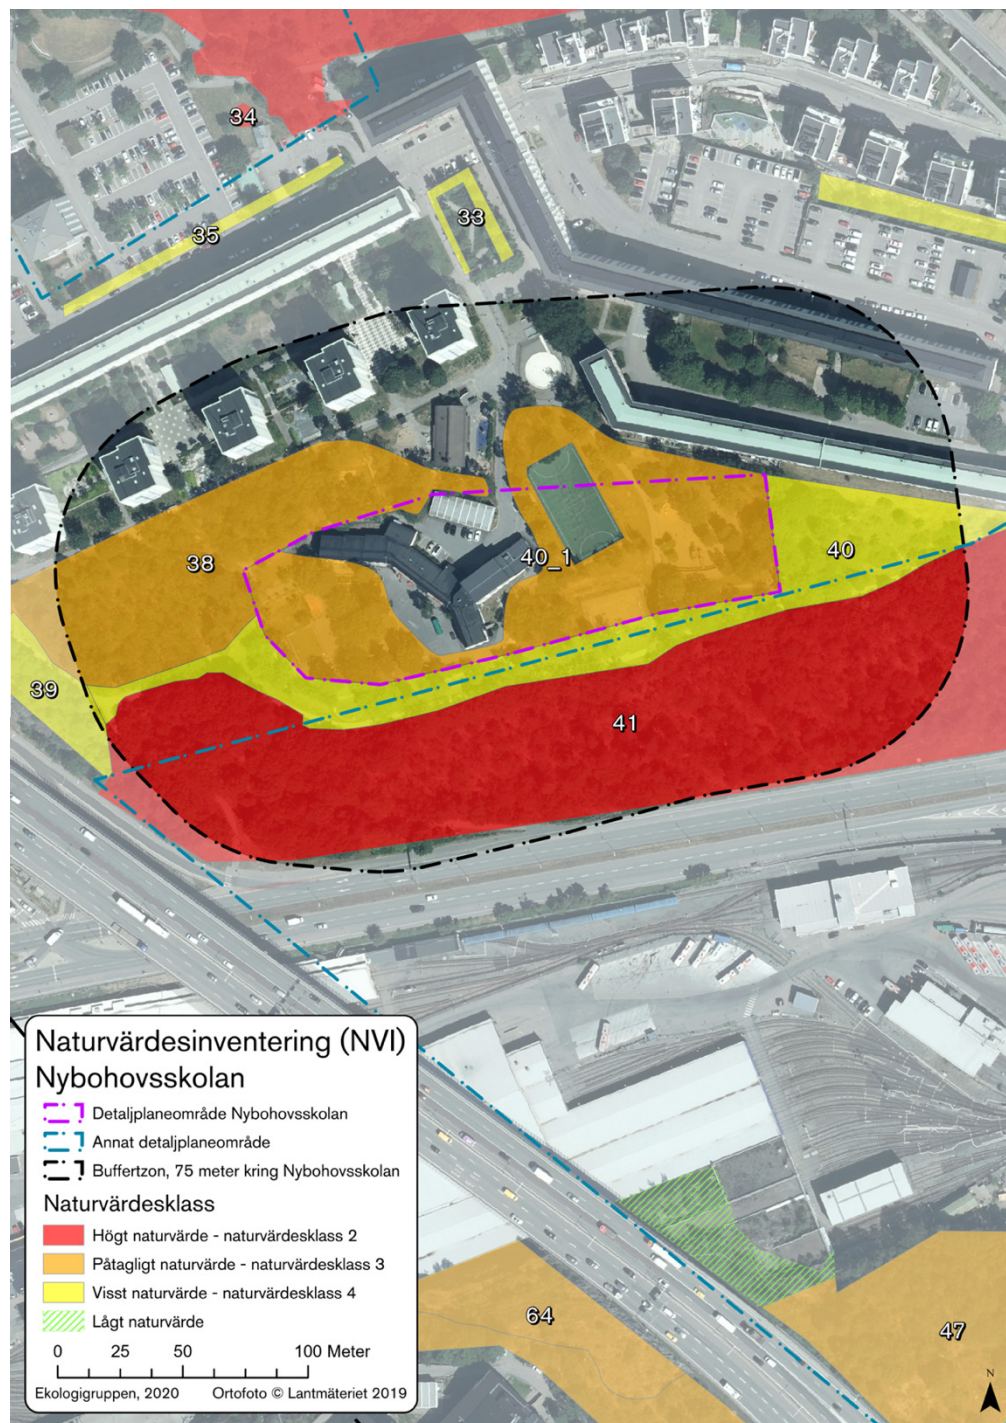 34
33
35
38
40_1
40
39
41
Naturvärdesinventering (NVI)
Nybohovsskolan
Detaljplaneområde Nybohovsskolan
Annat detaljplaneområde
Buffertzon, 75 meter kring Nybohovsskolan
Naturvärdesklass
Högt naturvärde - naturvärdesklass 2
Påtagligt naturvärde - naturvärdesklass 3
Visst naturvärde - naturvärdesklass 4
Lågt naturvärde
0 25 50 100 Meter
Ekologigruppen, 2020 Ortofoto © Lantmäteriet 2019
64
47
N